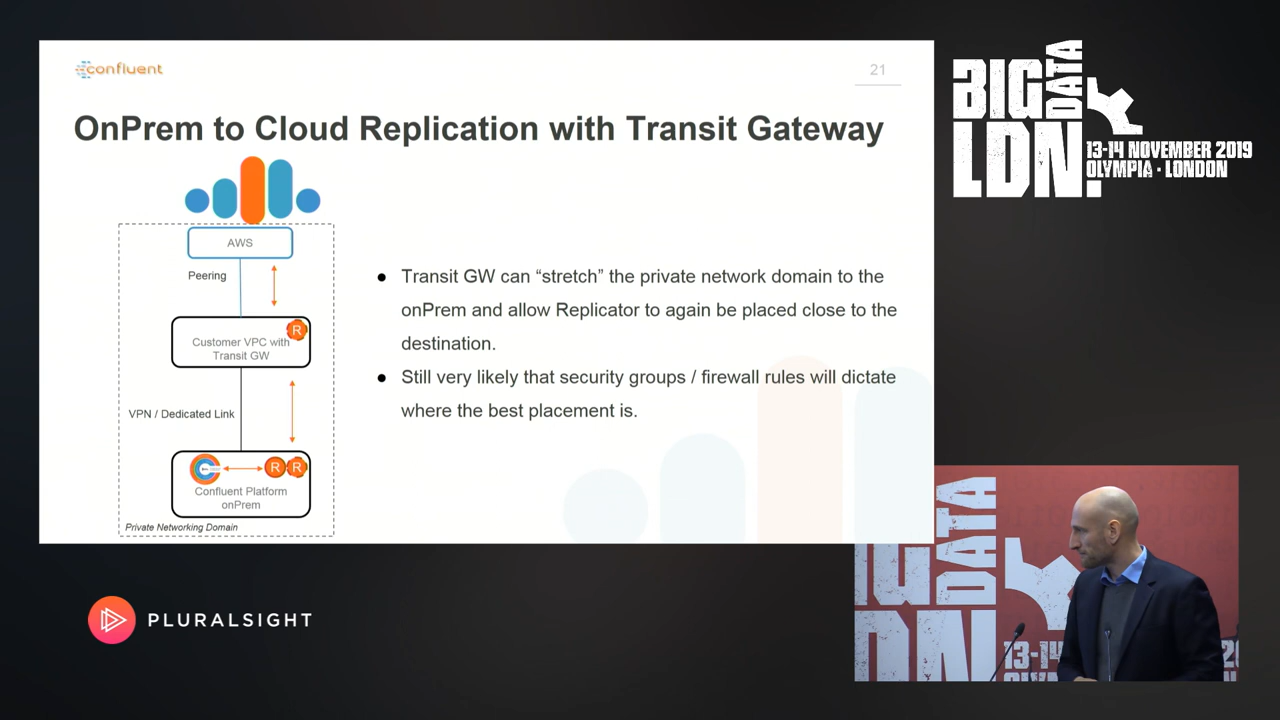 confluent
21
OnPrem to Cloud Replication with Transit Gateway
AWS
Peering
R
Customer VPC with
Transit GW
VPN / Dedicated Link
R R
Confluent Platform
onPrem
Private Networking Domain
● Transit GW can “stretch” the private network domain to the
onPrem and allow Replicator to again be placed close to the
destination.
● Still very likely that security groups / firewall rules will dictate
where the best placement is.
BIG
DATA
LDN.
13-14 NOVEMBER 2019
OLYMPIA · LONDON
DATA
13-14
PLURALSIGHT